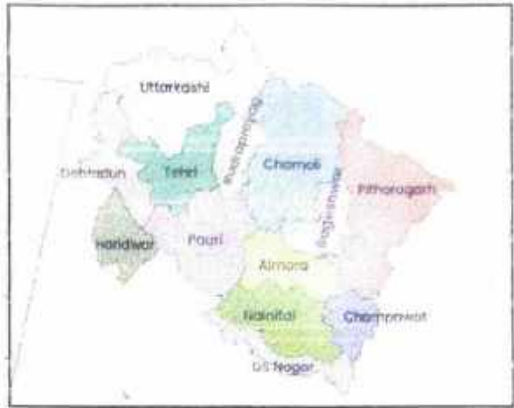 Uttarkashi
Rudraprayag
Chamoli
Dehradun
Tehri
Pithoragarh
Bageshwar
Haridwar
Pauri
Almora
Nainital
Champawat
US Nagar